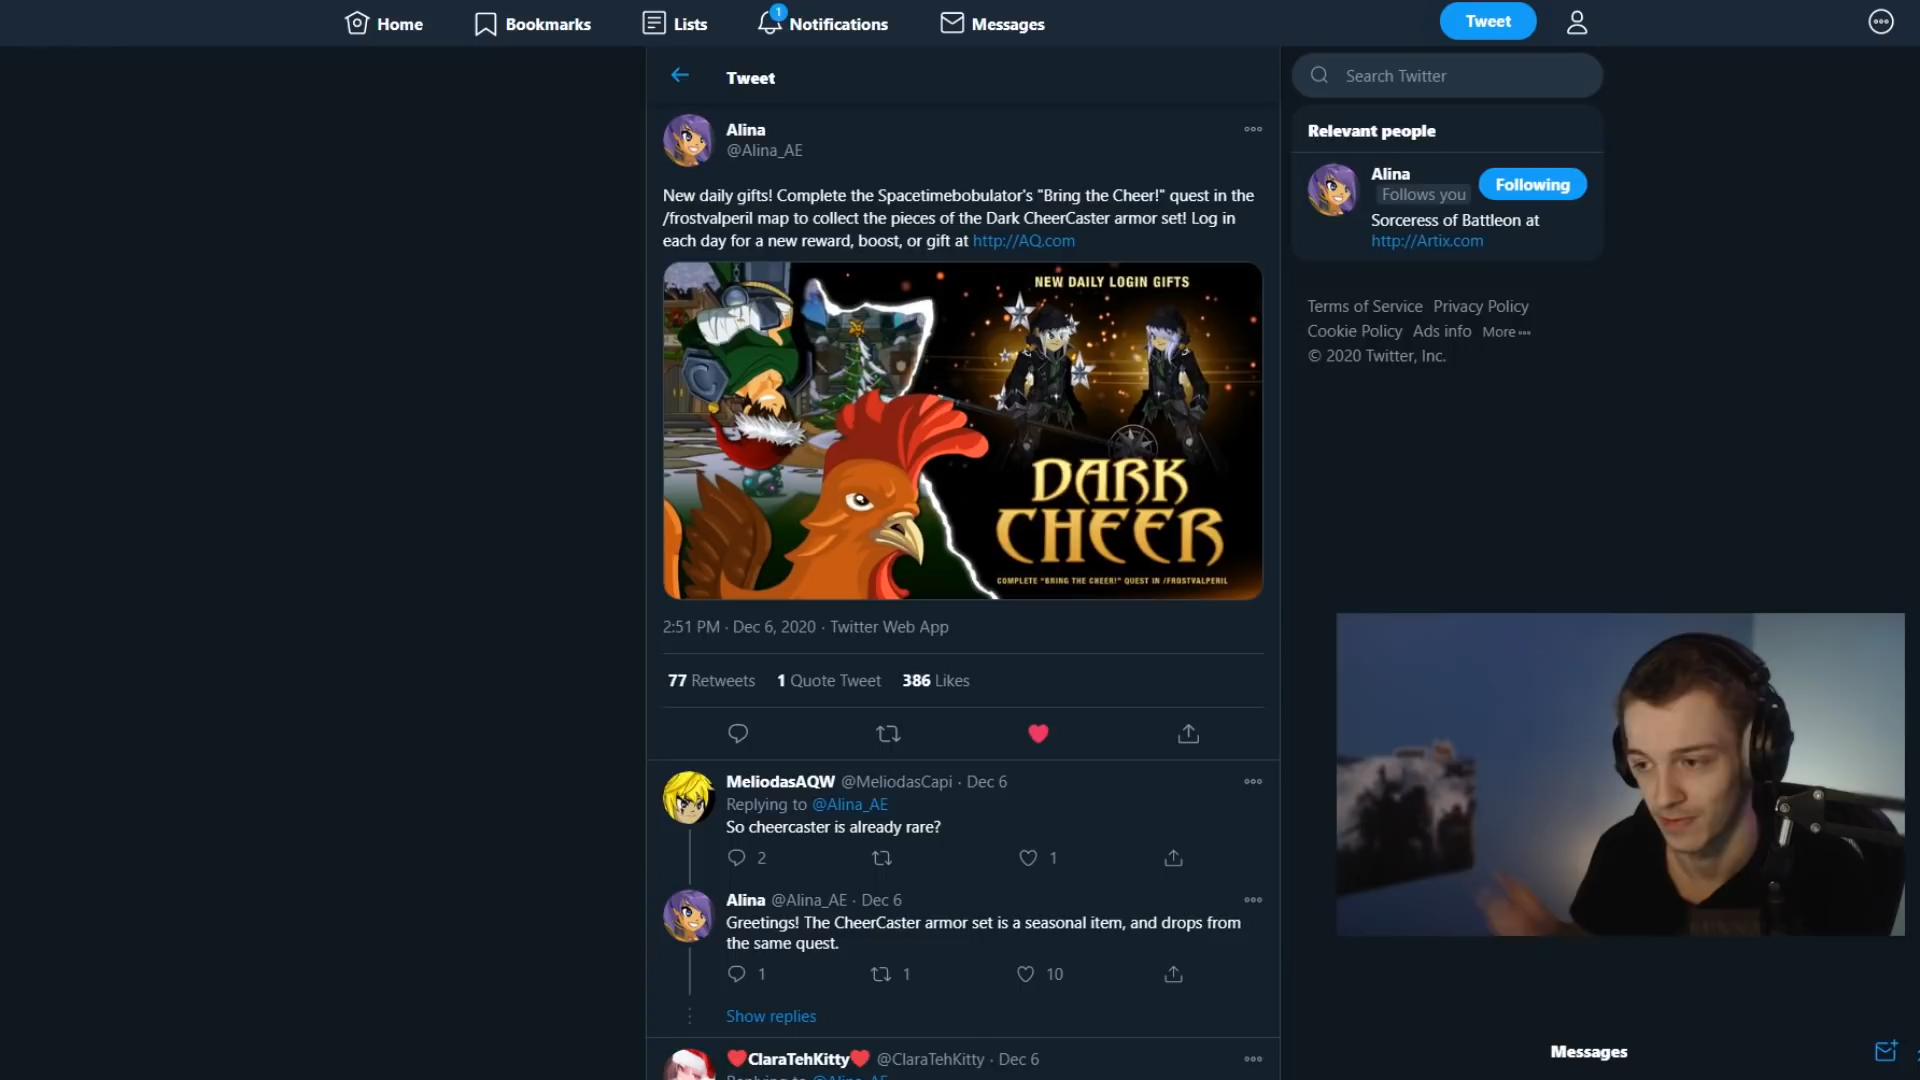 Home
Bookmarks
Lists
1
Notifications
Messages
Tweet
Tweet
Search Twitter
Alina
@Alina_AE
New daily gifts! Complete the Spacetimebobulator's "Bring the Cheer!" quest in the
/frostvalperil map to collect the pieces of the Dark CheerCaster armor set! Log in
each day for a new reward, boost, or gift at http://AQ.com
NEW DAILY LOGIN GIFTS
DARK
CHEER
COMPLETE "BRING THE CHEER!" QUEST IN /FROSTVALPERIL
2:51 PM · Dec 6, 2020 · Twitter Web App
77 Retweets 1 Quote Tweet 386 Likes
MeliodasAQW @MeliodasCapi · Dec 6
Replying to @Alina_AE
So cheercaster is already rare?
2 1
Alina @Alina_AE · Dec 6
Greetings! The CheerCaster armor set is a seasonal item, and drops from
the same quest.
1 1 10
Show replies
❤ClaraTehKitty❤ @ClaraTehKitty · Dec 6
Replying to @Alina_AE
Relevant people
Alina
Follows you
Following
Sorceress of Battleon at
http://Artix.com
Terms of Service Privacy Policy
Cookie Policy Ads info More
© 2020 Twitter, Inc.
Messages